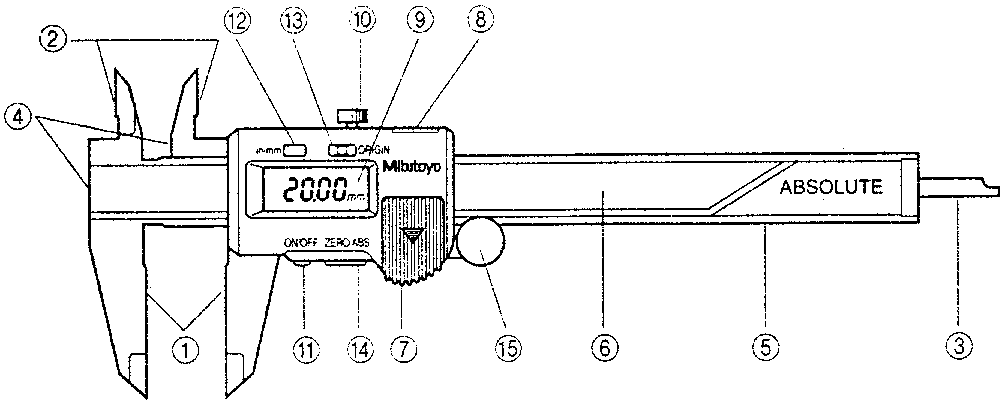 ⑫ ⑬ ⑩ ⑨ ⑧
②
④
in-mm ORIGIN
Mitutoyo
20.00mm
ABSOLUTE
ON/OFF ZERO ABS
① ⑪ ⑭ ⑦ ⑮ ⑥ ⑤ ③